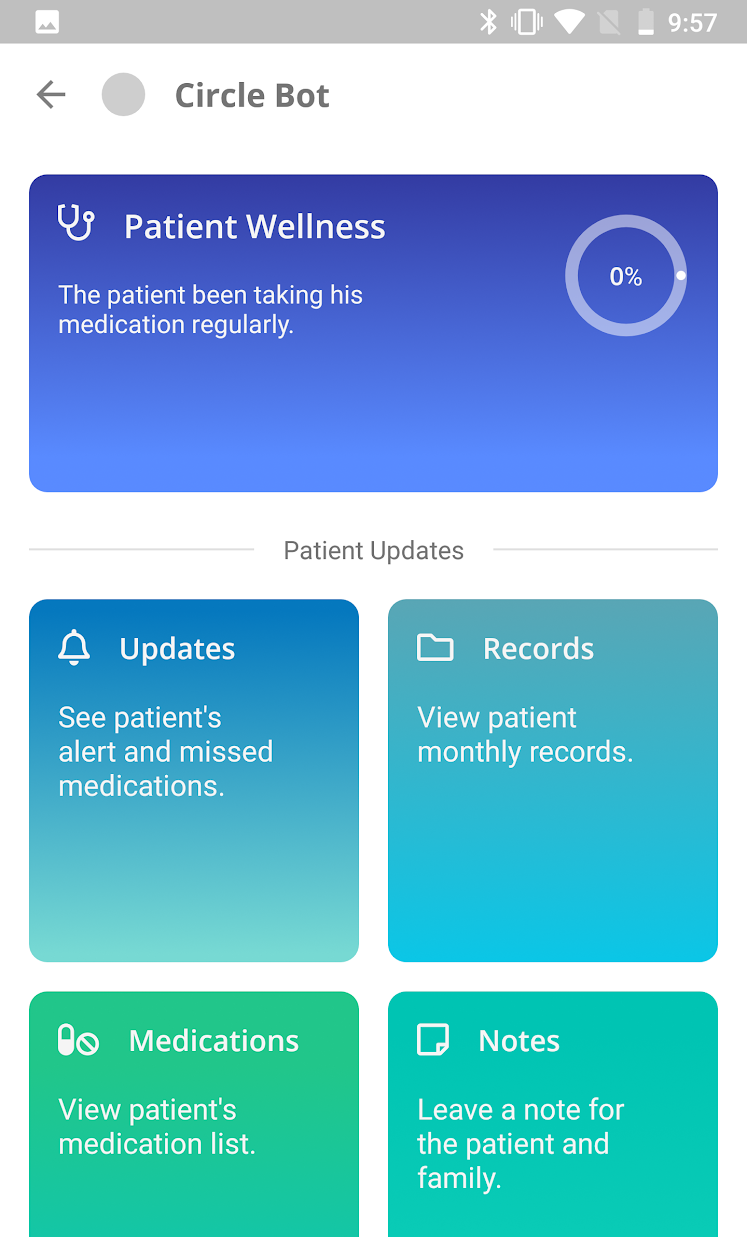 9:57
Circle Bot
Patient Wellness
The patient been taking his
medication regularly.
0%
Patient Updates
Updates
See patient's
alert and missed
medications.
Records
View patient
monthly records.
Medications
View patient's
medication list.
Notes
Leave a note for
the patient and
family.